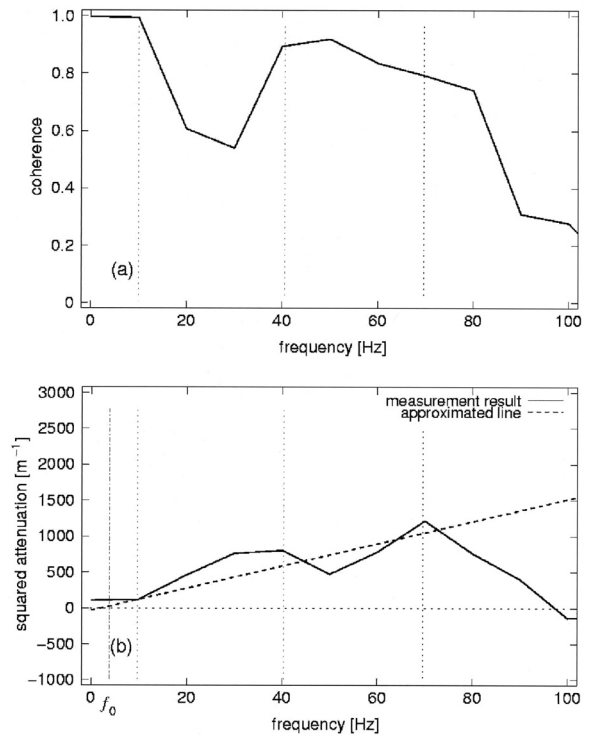 1.0
0.8
0.6
0.4
0.2
0
coherence
(a)
0 20 40 60 80 100
frequency [Hz]
3000
2500
2000
1500
1000
500
0
−500
−1000
squared attenuation [m⁻¹]
measurement result
approximated line
(b)
0 20 40 60 80 100
f₀
frequency [Hz]